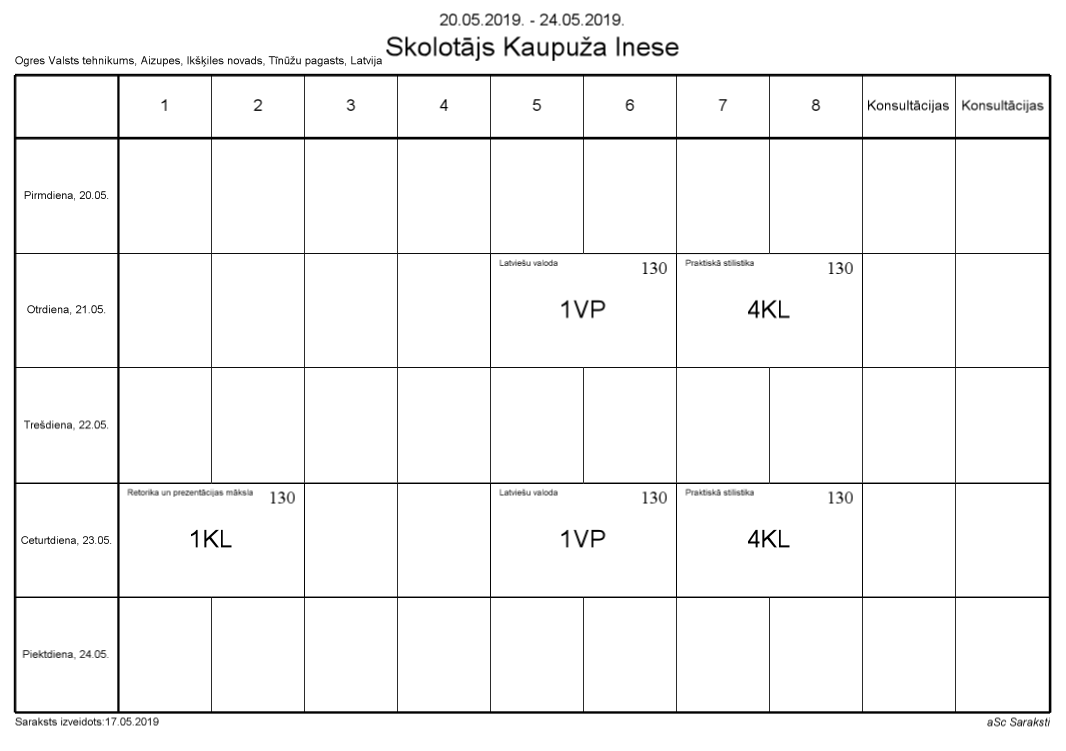 20.05.2019. - 24.05.2019.
Skolotājs Kaupuža Inese
Ogres Valsts tehnikums, Aizupes, Ikšķiles novads, Tīnūžu pagasts, Latvija
1 2 3 4 5 6 7 8 Konsultācijas Konsultācijas
Pirmdiena, 20.05.
Latviešu valoda 130 Praktiskā stilistika 130
Otrdiena, 21.05. 1VP 4KL
Trešdiena, 22.05.
Retorika un prezentācijas māksla 130 Latviešu valoda 130 Praktiskā stilistika 130
Ceturtdiena, 23.05. 1KL 1VP 4KL
Piektdiena, 24.05.
Saraksts izveidots:17.05.2019 aSc Saraksti